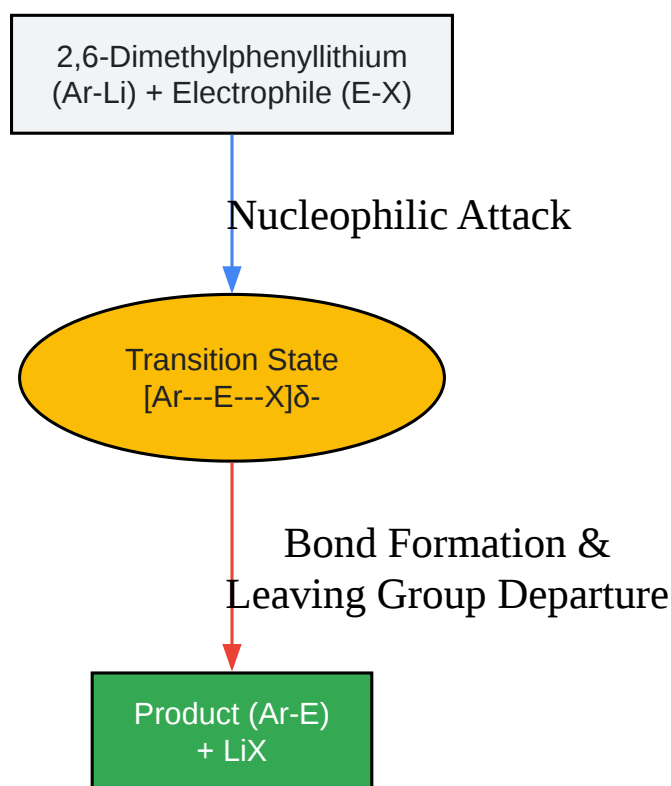 2,6-Dimethylphenyllithium
(Ar-Li) + Electrophile (E-X)
Nucleophilic Attack
Transition State
[Ar---E---X]δ-
Bond Formation &
Leaving Group Departure
Product (Ar-E)
+ LiX